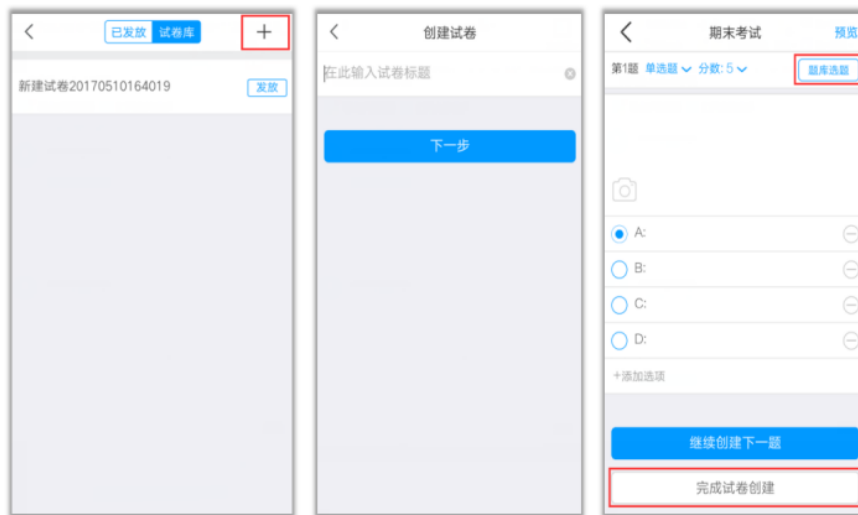 已发放 试卷库
新建试卷20170510164019 发放
创建试卷
在此输入试卷标题
下一步
期末考试 预览
第1题 单选题 分数: 5 题库选题
A:
B:
C:
D:
+添加选项
继续创建下一题
完成试卷创建